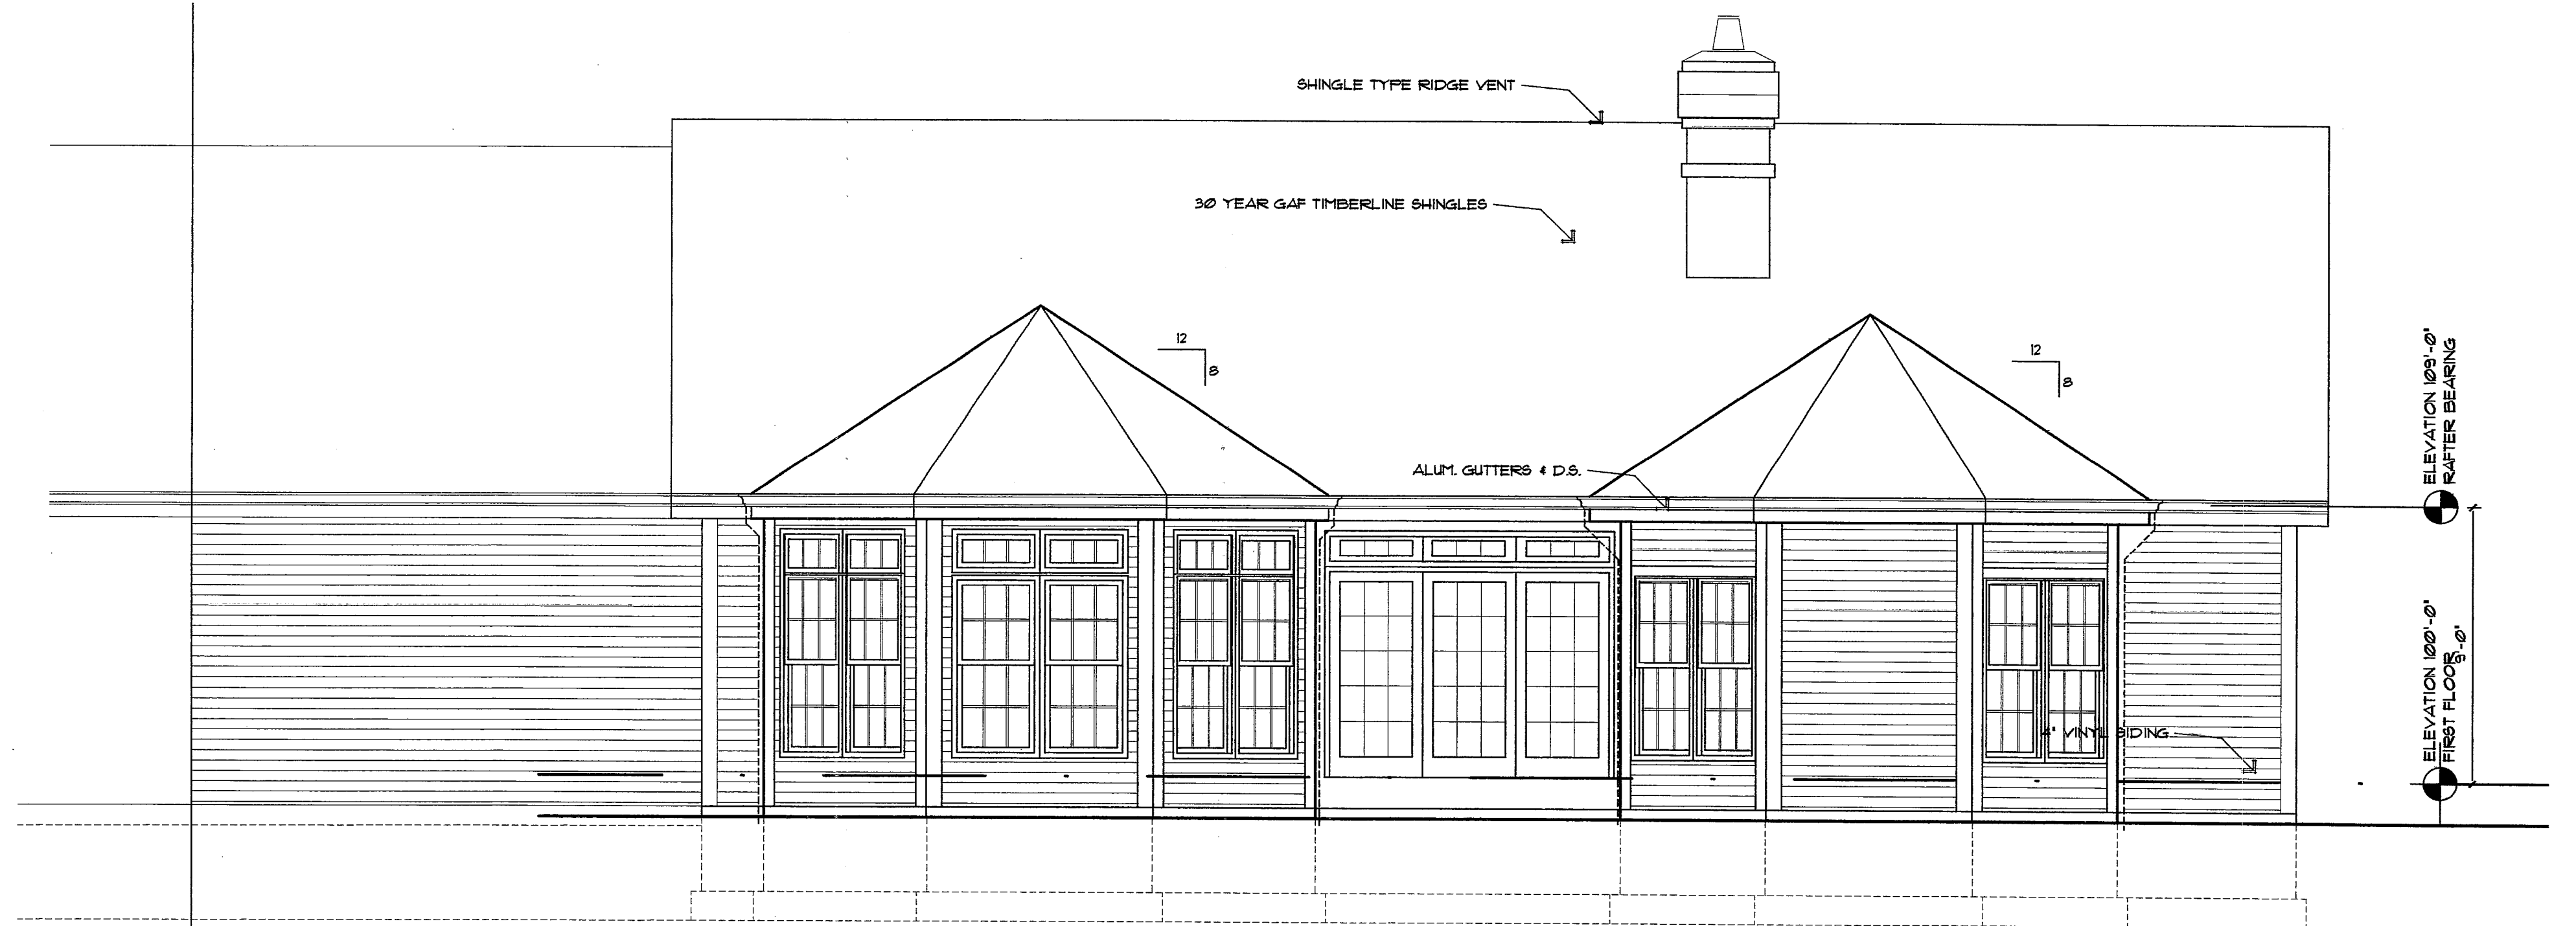 SHINGLE TYPE RIDGE VENT
30 YEAR GAF TIMBERLINE SHINGLES
12
8
12
8
ALUM. GUTTERS & D.S.
ELEVATION 109'-0"
RAFTER BEARING
9'-0"
ELEVATION 100'-0"
FIRST FLOOR
4" VINYL SIDING